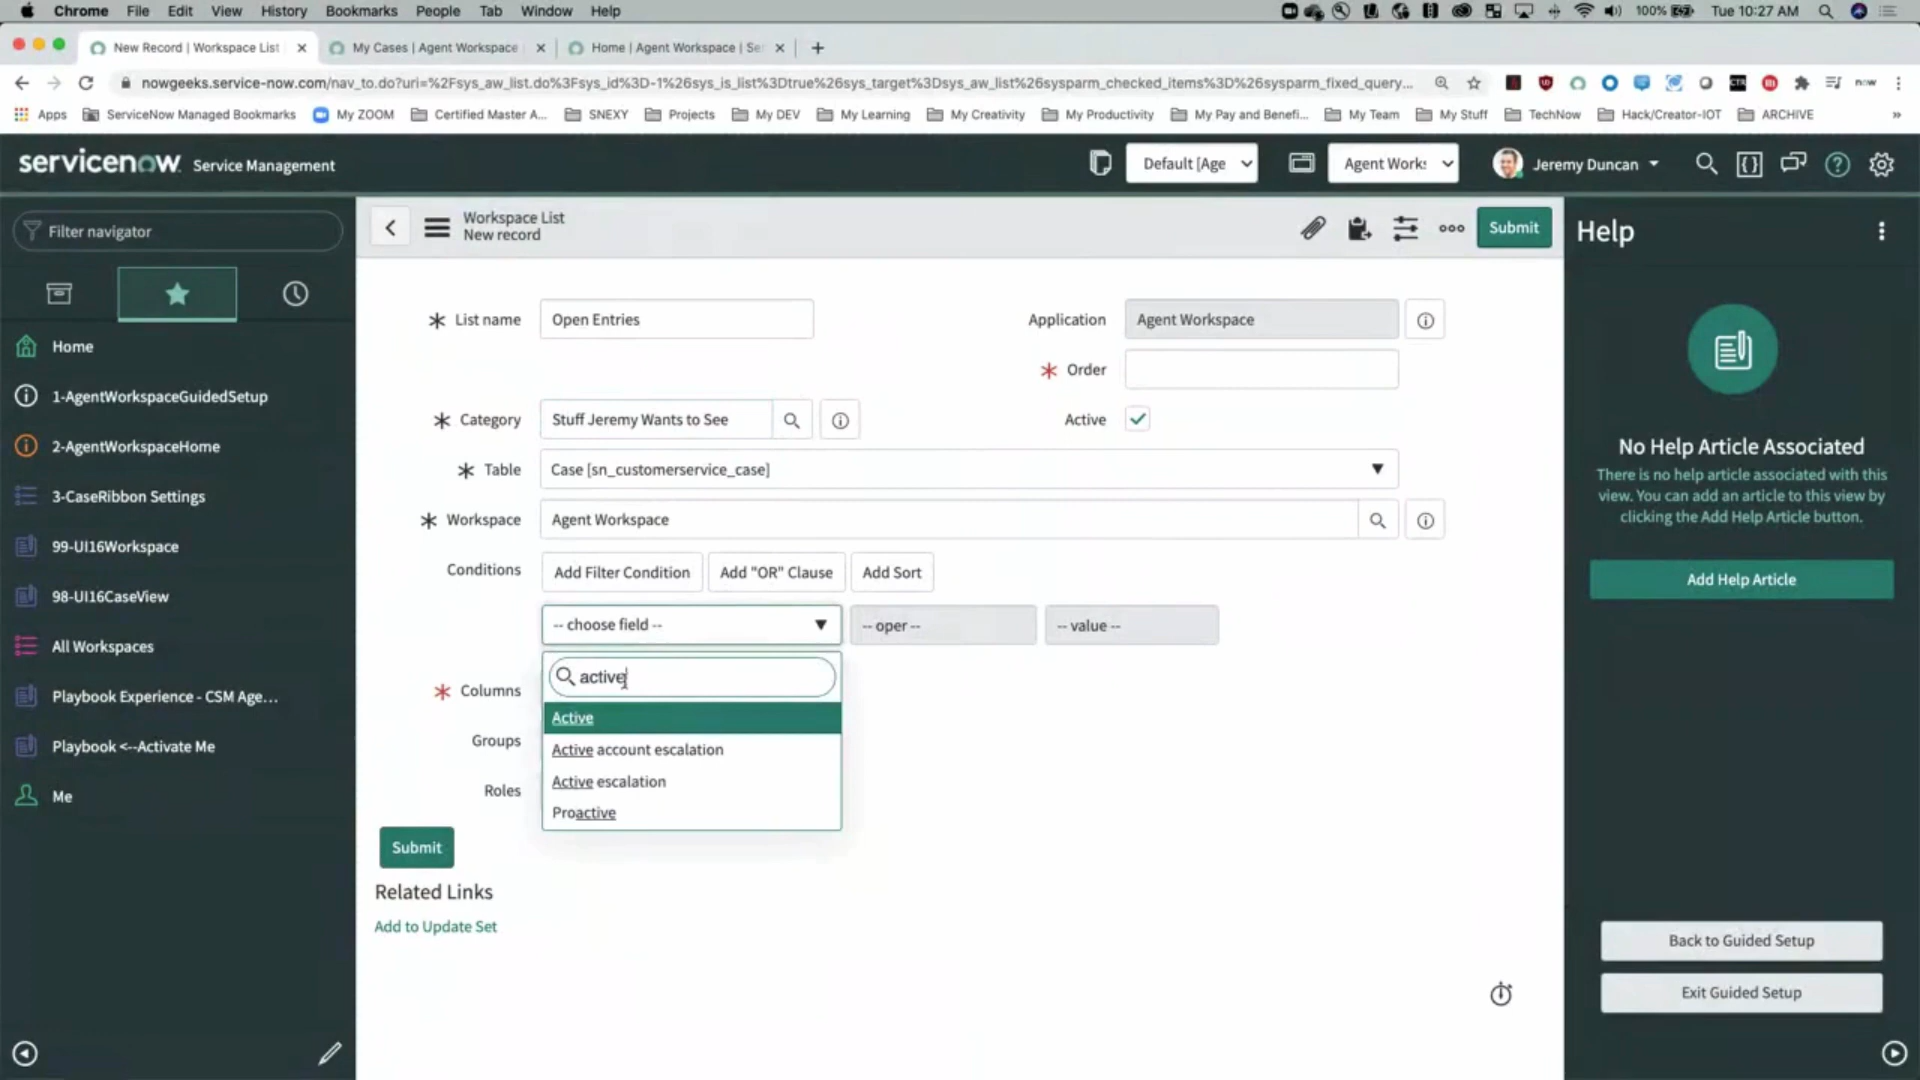 Chrome File Edit View History Bookmarks People Tab Window Help 100% Tue 10:27 AM
New Record | Workspace List My Cases | Agent Workspace Home | Agent Workspace | Se
nowgeeks.service-now.com/nav_to.do?uri=%2Fsys_aw_list.do%3Fsys_id%3D-1%26sys_is_list%3Dtrue%26sys_target%3Dsys_aw_list%26sysparm_checked_items%3D%26sysparm_fixed_query... CTR now
Apps ServiceNow Managed Bookmarks My ZOOM Certified Master A... SNEXY Projects My DEV My Learning My Creativity My Productivity My Pay and Benefi... My Team My Stuff TechNow Hack/Creator-IOT ARCHIVE »
servicenow Service Management Default [Age Agent Work: Jeremy Duncan
Filter navigator
Home
1-AgentWorkspaceGuidedSetup
2-AgentWorkspaceHome
3-CaseRibbon Settings
99-UI16Workspace
98-UI16CaseView
All Workspaces
Playbook Experience - CSM Age...
Playbook <--Activate Me
Me
Workspace List
New record
Submit
List name Open Entries
Application Agent Workspace
Order
Category Stuff Jeremy Wants to See
Active
Table Case [sn_customerservice_case]
Workspace Agent Workspace
Conditions Add Filter Condition Add "OR" Clause Add Sort
-- choose field -- -- oper -- -- value --
active
Columns
Active
Groups
Active account escalation
Active escalation
Roles
Proactive
Submit
Related Links
Add to Update Set
Help
No Help Article Associated
There is no help article associated with this
view. You can add an article to this view by
clicking the Add Help Article button.
Add Help Article
Back to Guided Setup
Exit Guided Setup